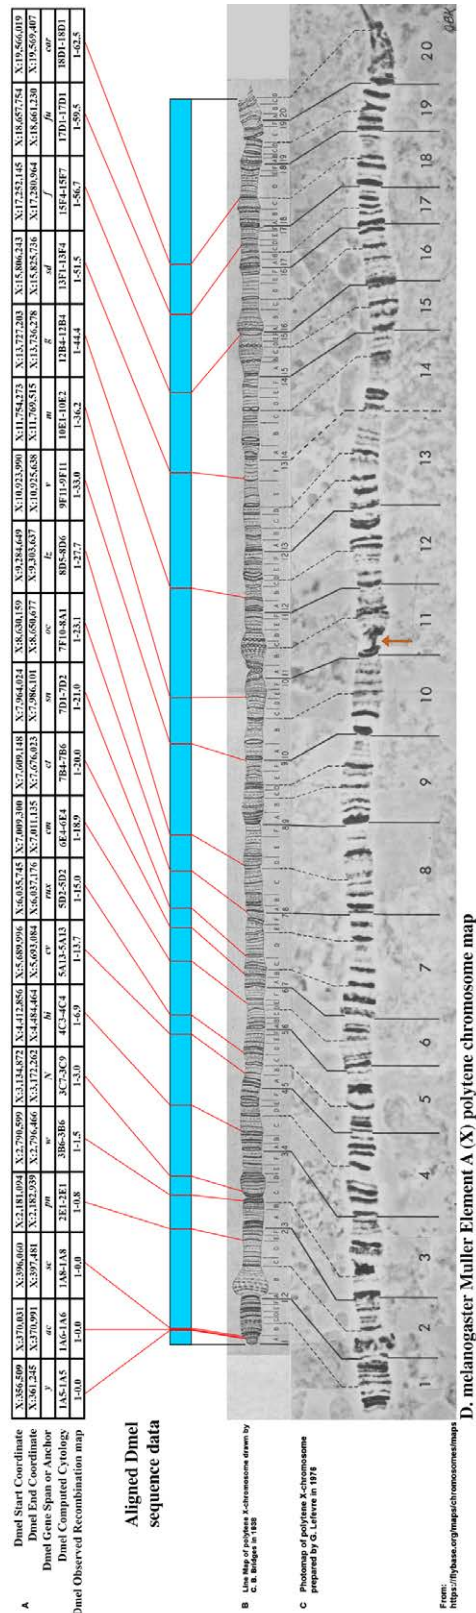 A
Dmel Start Coordinate X:356,509 X:370,031 X:396,060 X:2,181,094 X:2,790,599 X:3,134,872 X:4,412,856 X:5,689,996 X:6,035,745 X:7,009,300 X:7,609,148 X:7,964,024 X:8,630,159 X:9,284,649 X:10,923,990 X:11,754,273 X:13,727,203 X:15,806,243 X:17,252,145 X:18,657,754 X:19,566,019
Dmel End Coordinate X:361,245 X:370,991 X:397,481 X:2,182,939 X:2,796,466 X:3,172,262 X:4,484,464 X:5,693,084 X:6,037,176 X:7,011,135 X:7,676,023 X:7,986,101 X:8,650,677 X:9,303,637 X:10,925,638 X:11,769,515 X:13,736,278 X:15,825,736 X:17,280,964 X:18,661,230 X:19,569,407
Dmel Gene Span or Anchor y ac sc pn w N bi cv rux cm ct sn oc lz v m g sd f fu car
Dmel Computed Cytology 1A5-1A5 1A6-1A6 1A8-1A8 2E1-2E1 3B6-3B6 3C7-3C9 4C3-4C4 5A13-5A13 5D2-5D2 6E4-6E4 7B4-7B6 7D1-7D2 7F10-8A1 8D5-8D6 9F11-9F11 10E1-10E2 12B4-12B4 13F1-13F4 15F4-15F7 17D1-17D1 18D1-18D1
Dmel Observed Recombination map 1-0.0 1-0.0 1-0.0 1-0.8 1-1.5 1-3.0 1-6.9 1-13.7 1-15.0 1-18.9 1-20.0 1-21.0 1-23.1 1-27.7 1-33.0 1-36.2 1-44.4 1-51.5 1-56.7 1-59.5 1-62.5
Aligned Dmel
sequence data
B Line Map of polytene X-chromosome drawn by
C. B. Bridges in 1938
C Photomap of polytene X-chromosome
prepared by G. Lefevre in 1976
1 2 3 4 5 6 7 8 9 10 11 12 13 14 15 16 17 18 19 20
From:
https://flybase.org/maps/chromosomes/maps
D. melanogaster Muller Element A (X) polytene chromosome map